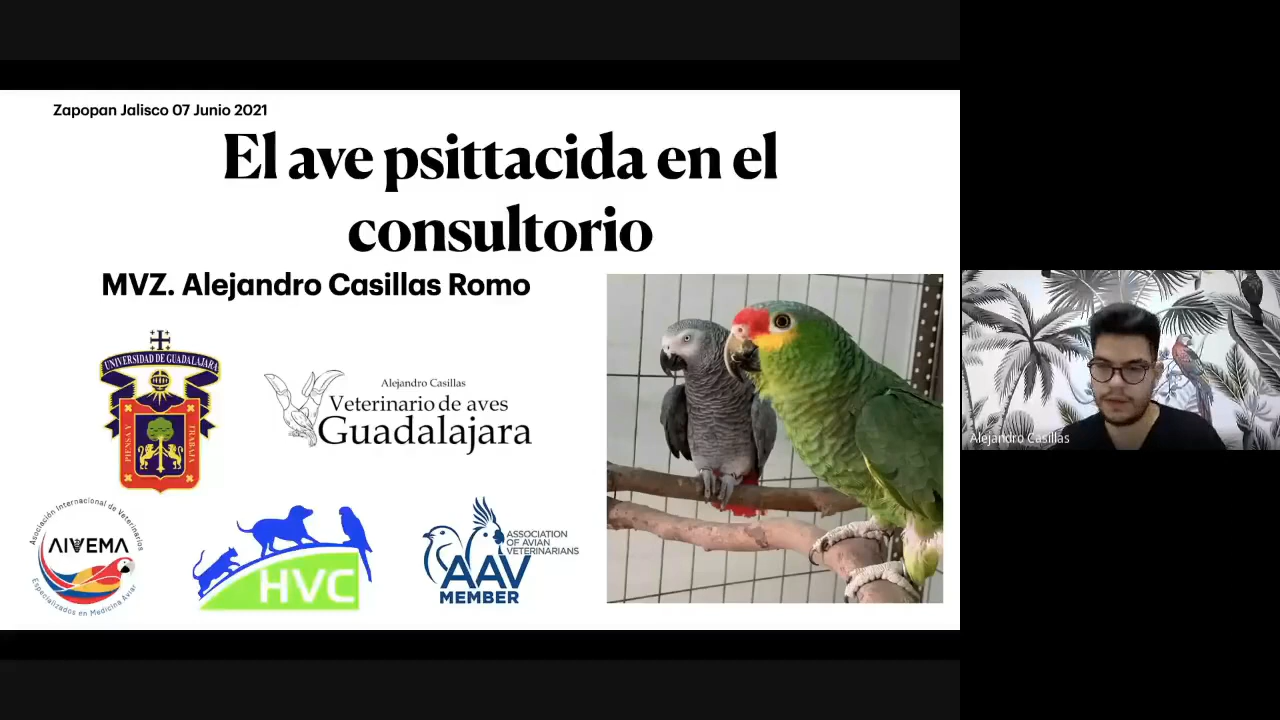 Zapopan Jalisco 07 Junio 2021
El ave psittacida en el
consultorio
MVZ. Alejandro Casillas Romo
UNIVERSIDAD DE GUADALAJARA
PIENSA Y
TRABAJA
Alejandro Casillas
Veterinario de aves
Guadalajara
Asociación Internacional de Veterinarios
AIVEMA
Especializados en Medicina Aviar
HVC
ASSOCIATION
OF AVIAN
VETERINARIANS
AAV
MEMBER
Alejandro Casillas